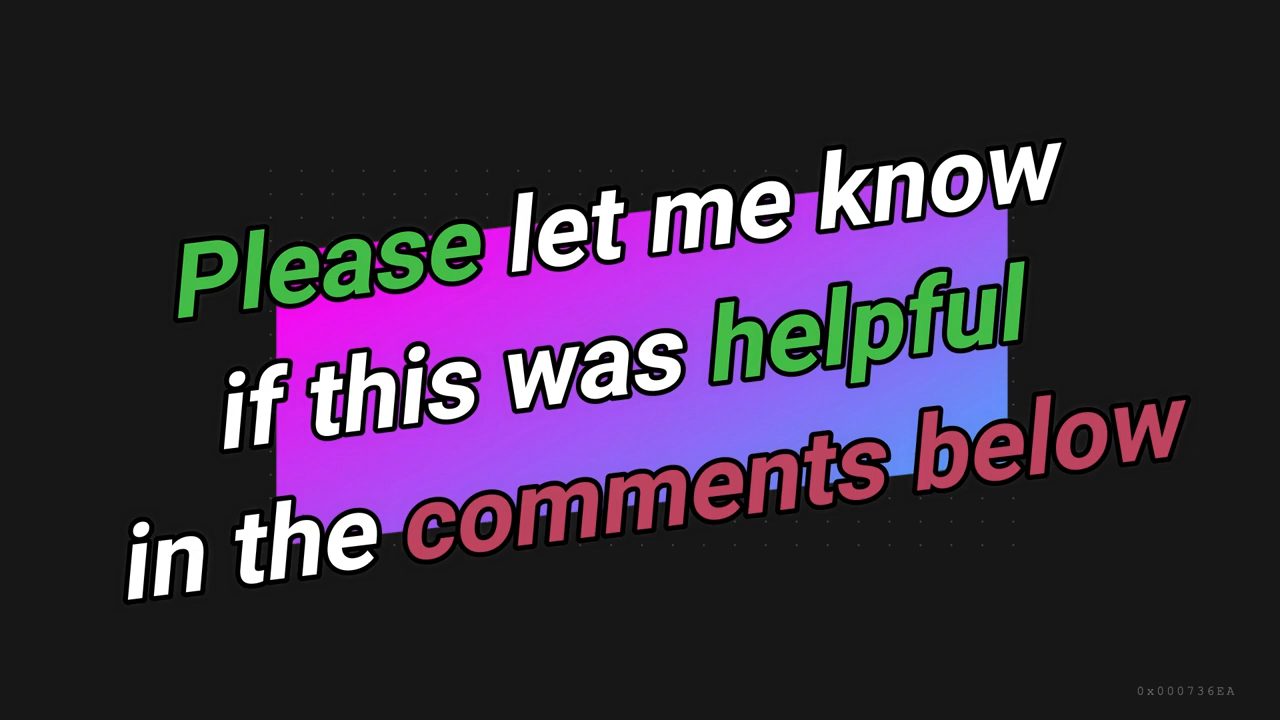 Please let me know
if this was helpful
in the comments below
0x000736EA